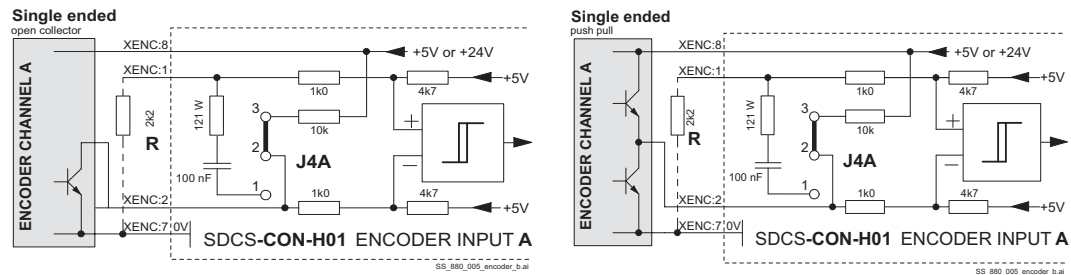 Single ended
open collector
ENCODER CHANNEL A
XENC:8
+5V or +24V
XENC:1
+5V
1k0
4k7
2k2
R
121 W
3
10k
+
2
J4A
–
100 nF
1
XENC:2
1k0
4k7
+5V
XENC:7
0V
SDCS-CON-H01 ENCODER INPUT A
SS_880_005_encoder_b.ai
Single ended
push pull
ENCODER CHANNEL A
XENC:8
+5V or +24V
XENC:1
+5V
1k0
4k7
2k2
R
121 W
3
10k
+
2
J4A
–
100 nF
1
XENC:2
1k0
4k7
+5V
XENC:7
0V
SDCS-CON-H01 ENCODER INPUT A
SS_880_005_encoder_b.ai